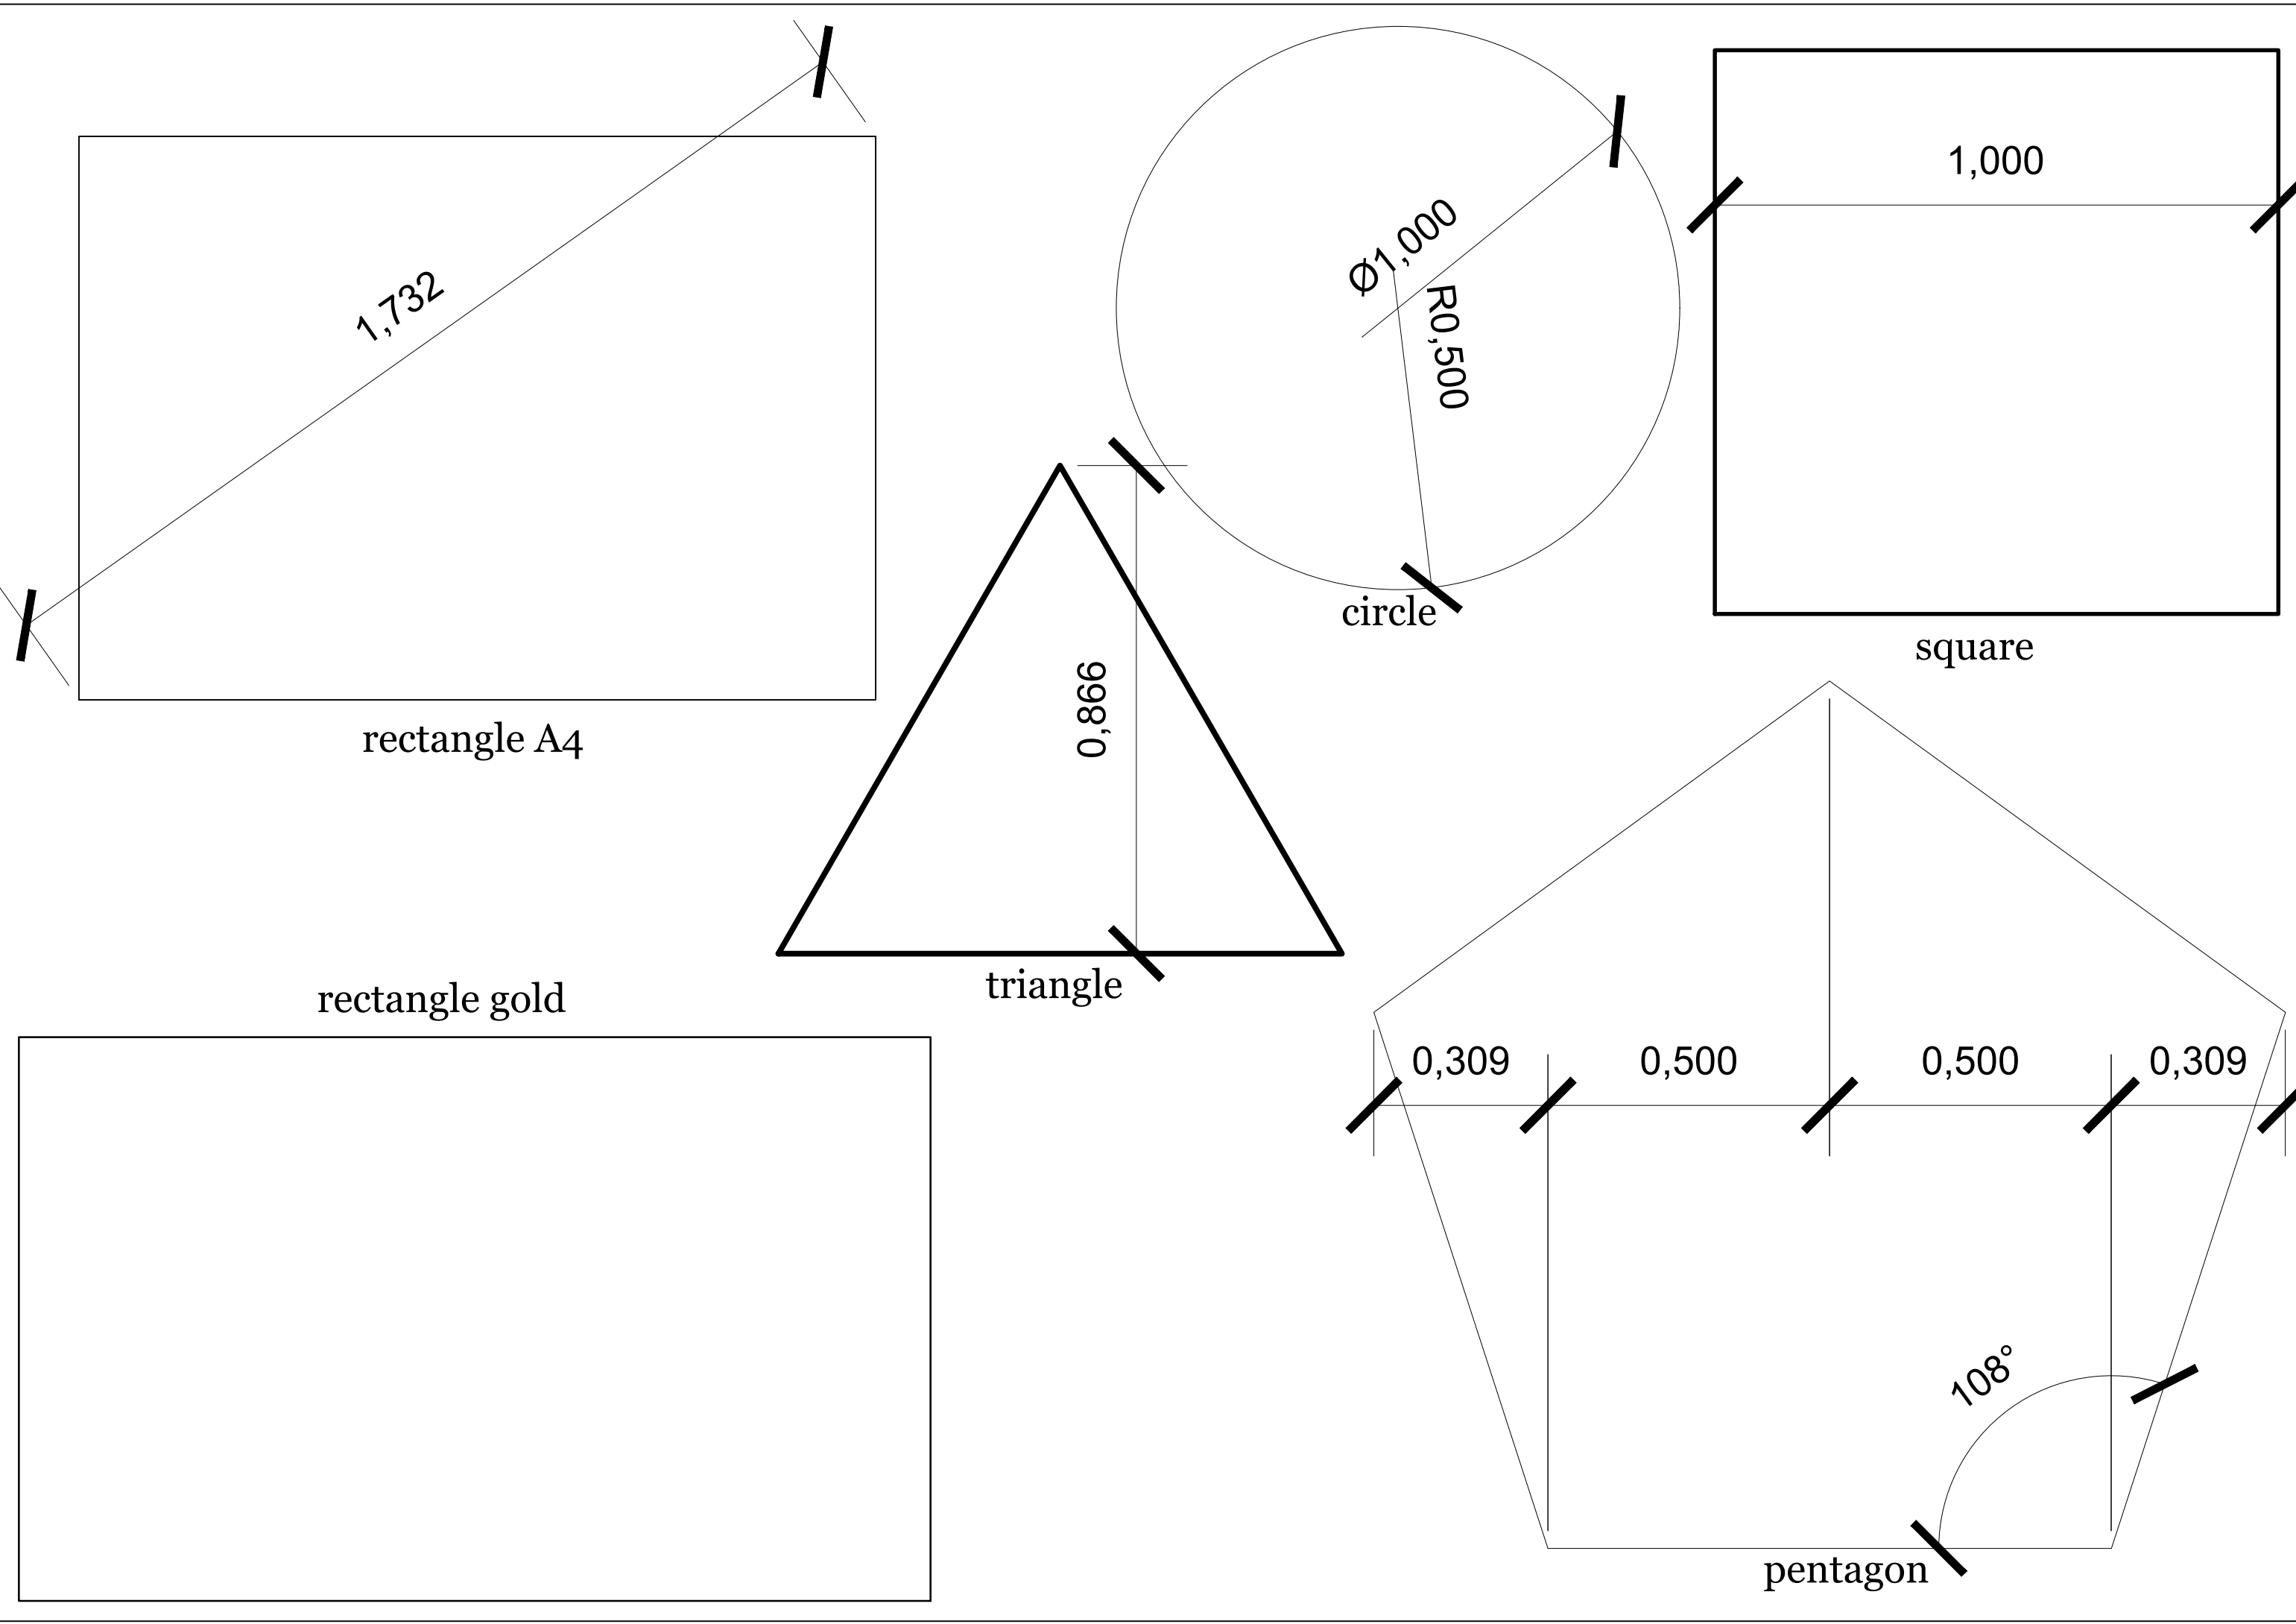 1,732
rectangle A4
Ø1,000
R0,500
circle
1,000
square
0,866
triangle
rectangle gold
0,309
0,500
0,500
0,309
108°
pentagon